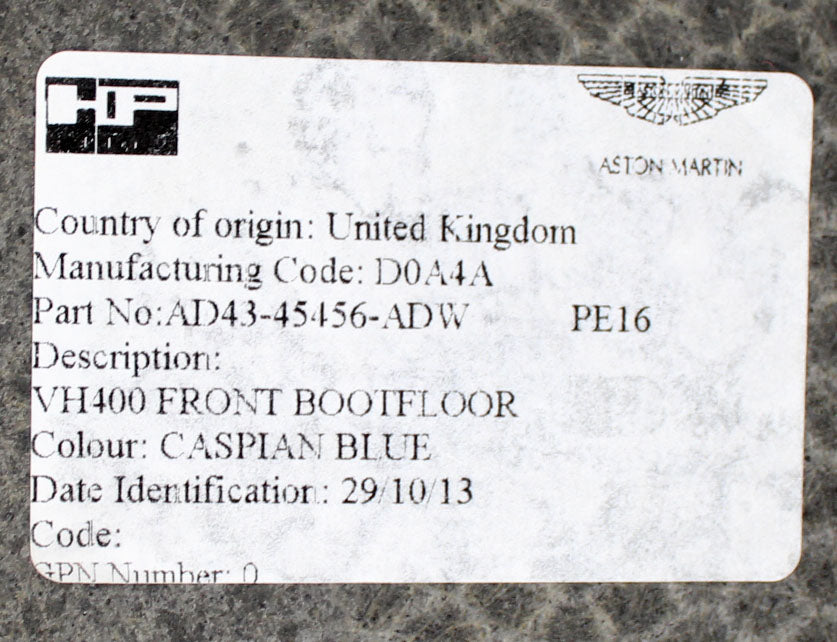 HP
ASTON MARTIN
Country of origin: United Kingdom
Manufacturing Code: D0A4A
Part No:AD43-45456-ADW PE16
Description:
VH400 FRONT BOOTFLOOR
Colour: CASPIAN BLUE
Date Identification: 29/10/13
Code:
GPN Number: 0